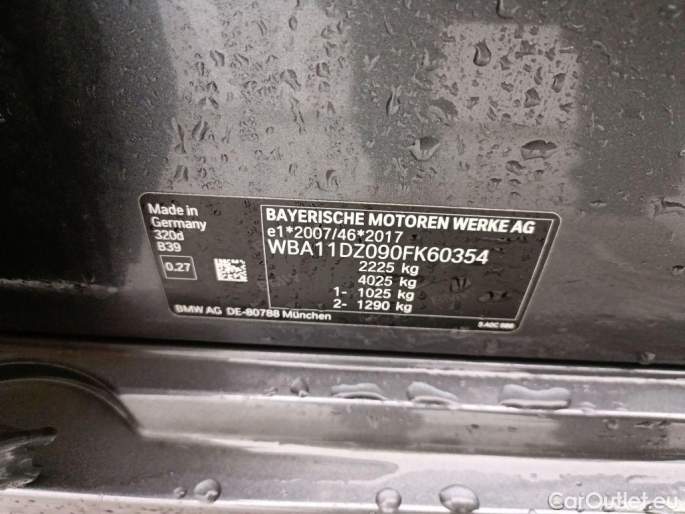 Made in
Germany
320d
B39
0.27
BAYERISCHE MOTOREN WERKE AG
e1*2007/46*2017
WBA11DZ090FK60354
2225 kg
4025 kg
1- 1025 kg
2- 1290 kg
BMW AG DE-80788 München
CarOutlet.eu